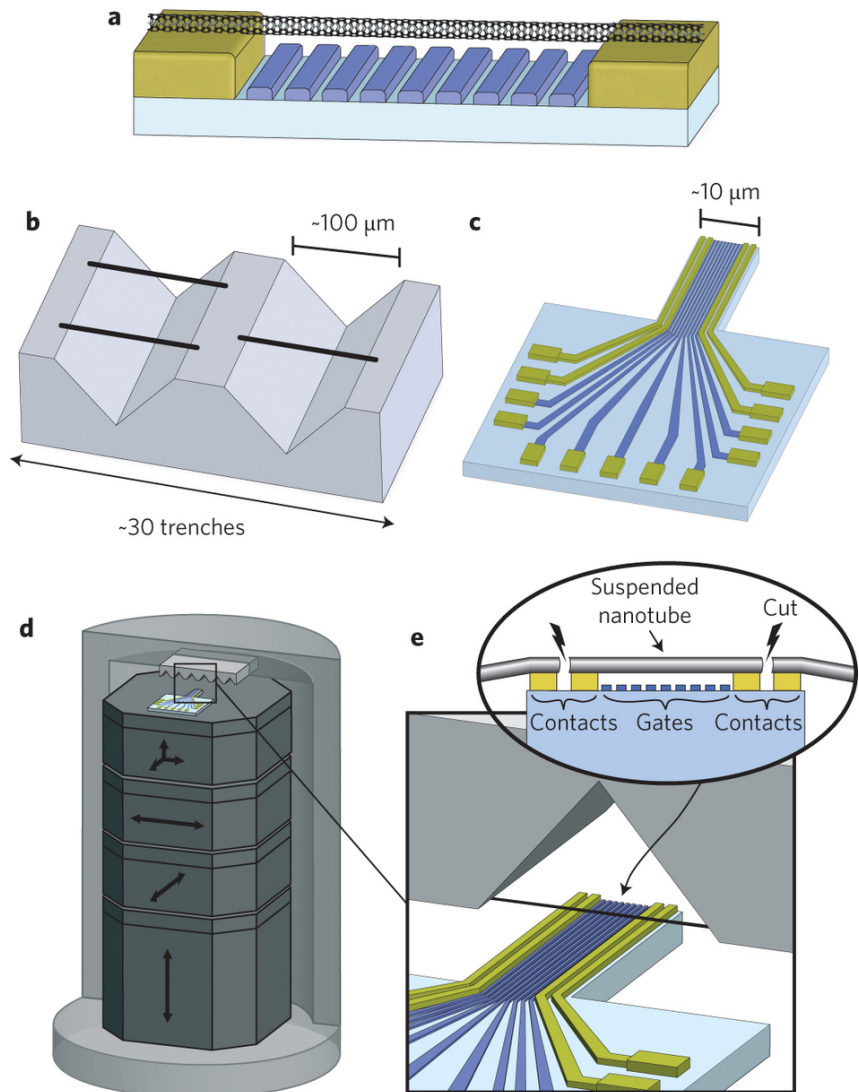 a
b
~100 μm
c
~10 μm
~30 trenches
d
e
Suspended
nanotube
Cut
Contacts
Gates
Contacts